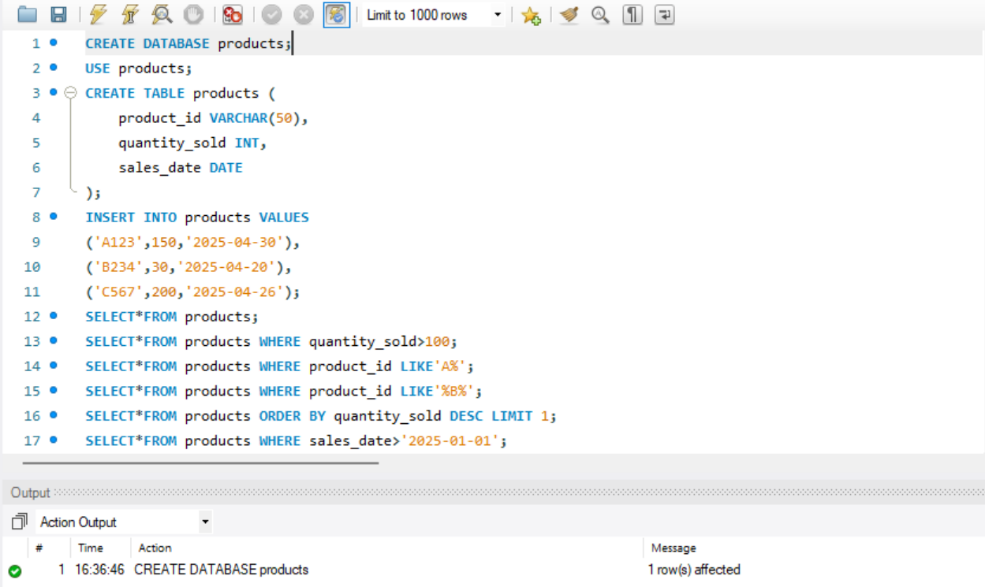 Limit to 1000 rows
1 CREATE DATABASE products;
2 USE products;
3 CREATE TABLE products (
4 product_id VARCHAR(50),
5 quantity_sold INT,
6 sales_date DATE
7 );
8 INSERT INTO products VALUES
9 ('A123',150,'2025-04-30'),
10 ('B234',30,'2025-04-20'),
11 ('C567',200,'2025-04-26');
12 SELECT*FROM products;
13 SELECT*FROM products WHERE quantity_sold>100;
14 SELECT*FROM products WHERE product_id LIKE'A%';
15 SELECT*FROM products WHERE product_id LIKE'%B%';
16 SELECT*FROM products ORDER BY quantity_sold DESC LIMIT 1;
17 SELECT*FROM products WHERE sales_date>'2025-01-01';
Output
Action Output
# Time Action Message
1 16:36:46 CREATE DATABASE products 1 row(s) affected